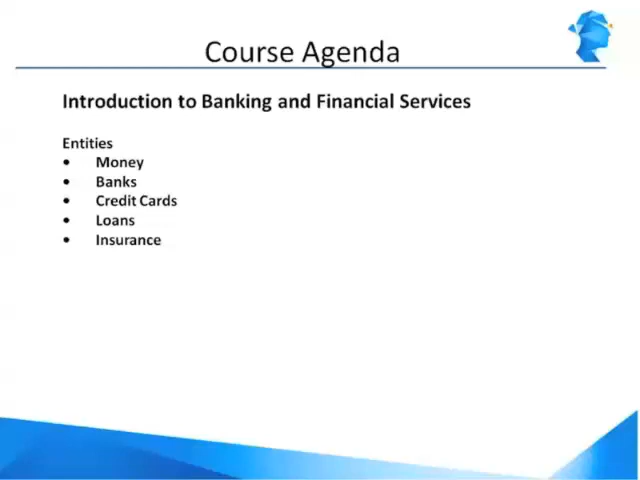 Course Agenda
Introduction to Banking and Financial Services
Entities
• Money
• Banks
• Credit Cards
• Loans
• Insurance